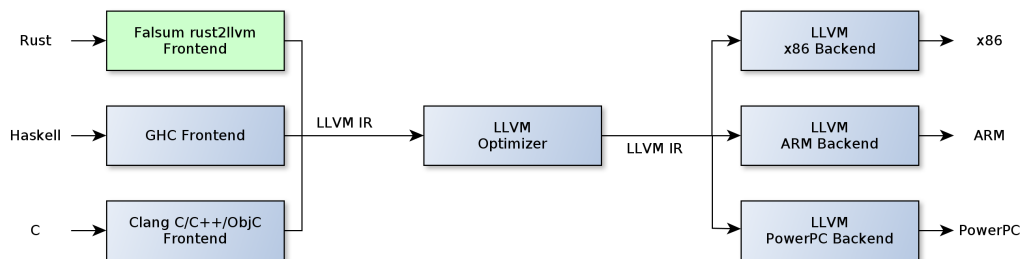 Rust
Falsum rust2llvm
Frontend
LLVM
x86 Backend
x86
Haskell
GHC Frontend
LLVM IR
LLVM
Optimizer
LLVM IR
LLVM
ARM Backend
ARM
C
Clang C/C++/ObjC
Frontend
LLVM
PowerPC Backend
PowerPC